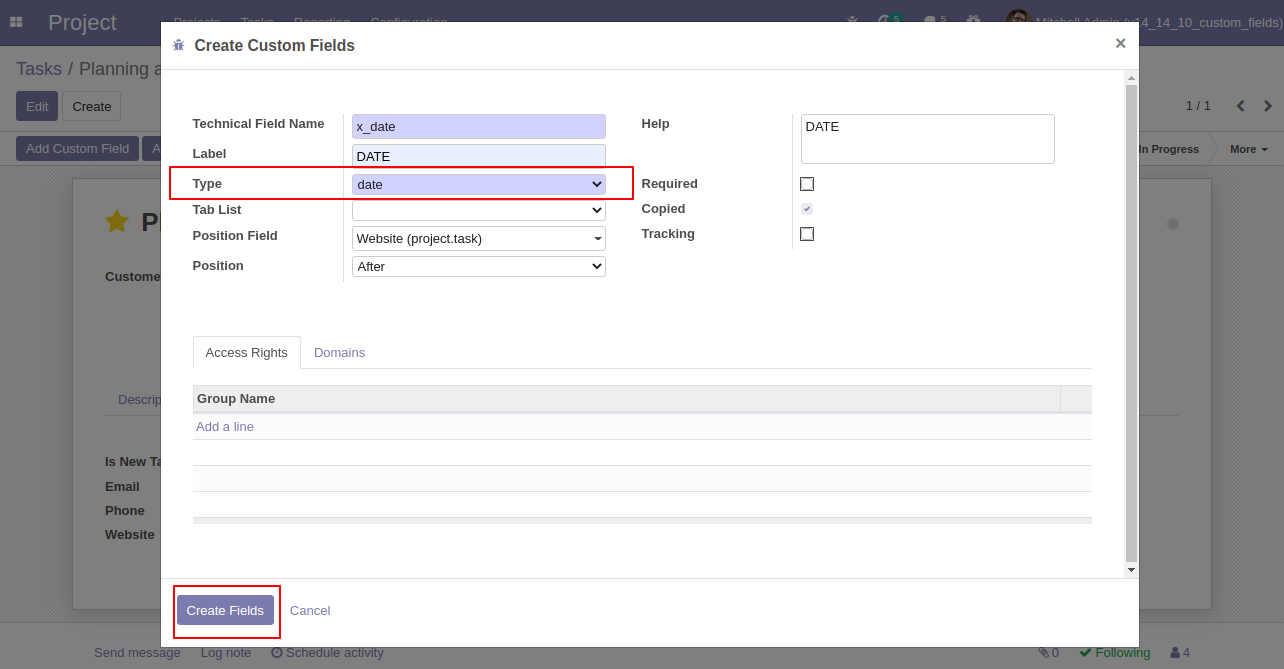 Project Projects Tasks Reporting Configuration 5 5 Mitchell Admin (v14_14_10_custom_fields)
Create Custom Fields ×
Tasks / Planning a
Edit Create 1 / 1
Add Custom Field A In Progress More
Technical Field Name x_date Help DATE
Label DATE
Type date Required
Tab List Copied
Position Field Website (project.task) Tracking
Position After
Pl
Custome
Access Rights Domains
Descrip
Group Name
Add a line
Is New Ta
Email
Phone
Website
Create Fields Cancel
Send message Log note Schedule activity 0 Following 4